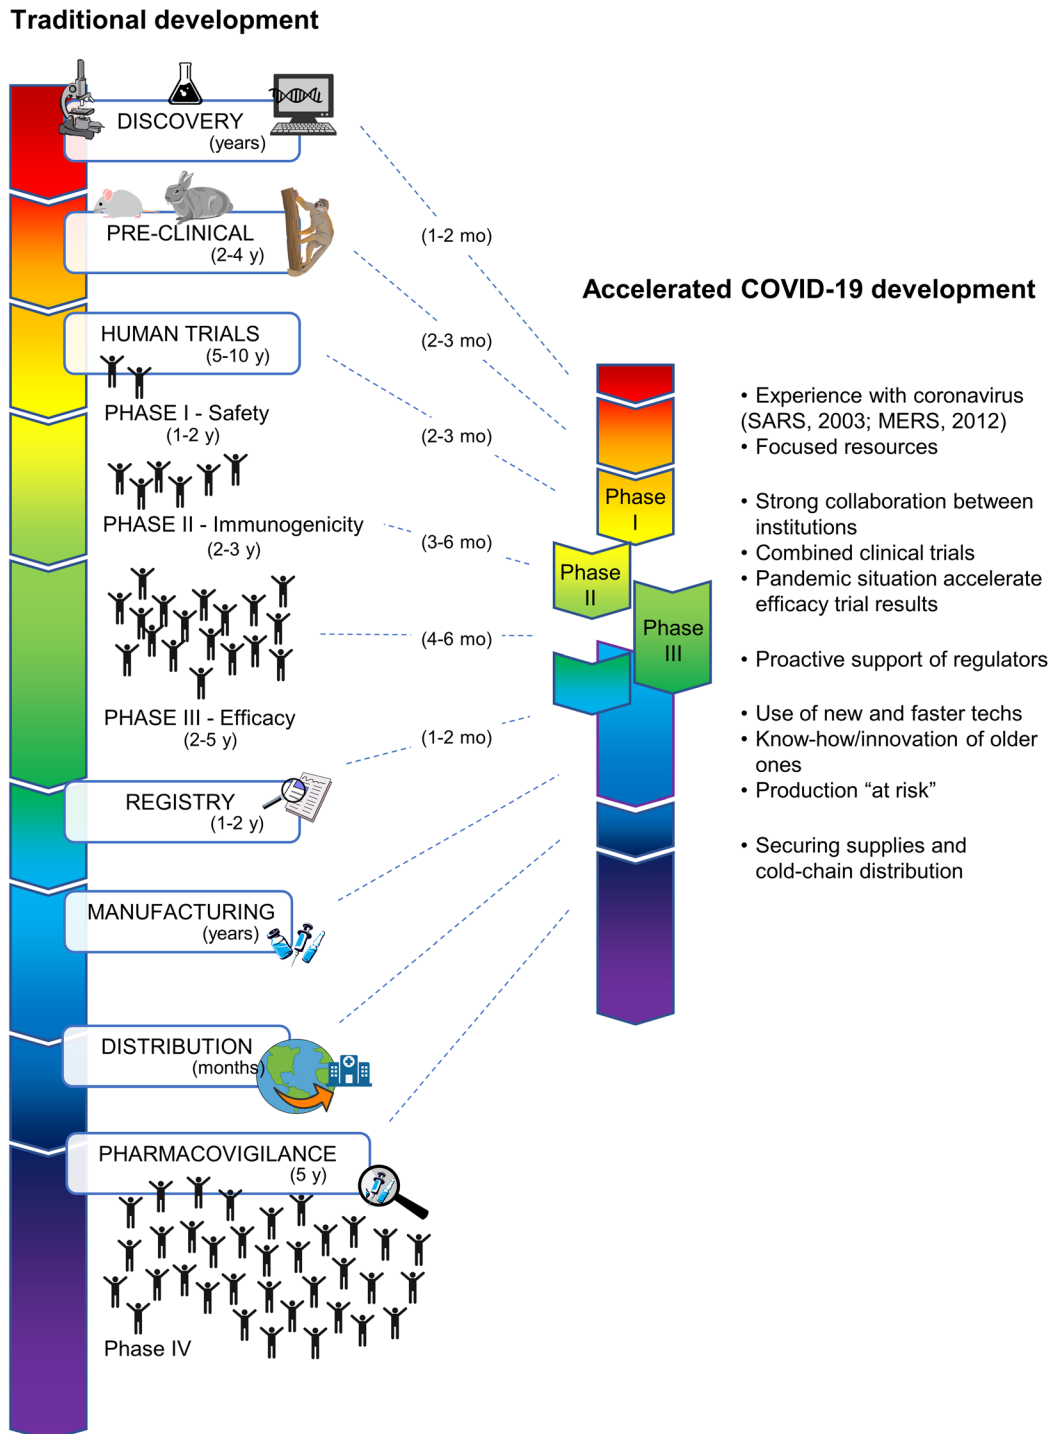 Traditional development
DISCOVERY
(years)
PRE-CLINICAL
(2-4 y)
HUMAN TRIALS
(5-10 y)
PHASE I - Safety
(1-2 y)
PHASE II - Immunogenicity
(2-3 y)
PHASE III - Efficacy
(2-5 y)
REGISTRY
(1-2 y)
MANUFACTURING
(years)
DISTRIBUTION
(months)
PHARMACOVIGILANCE
(5 y)
Phase IV
(1-2 mo)
(2-3 mo)
(2-3 mo)
(3-6 mo)
(4-6 mo)
(1-2 mo)
Accelerated COVID-19 development
Phase
I
Phase
II
Phase
III
• Experience with coronavirus
(SARS, 2003; MERS, 2012)
• Focused resources
• Strong collaboration between
institutions
• Combined clinical trials
• Pandemic situation accelerate
efficacy trial results
• Proactive support of regulators
• Use of new and faster techs
• Know-how/innovation of older
ones
• Production “at risk”
• Securing supplies and
cold-chain distribution